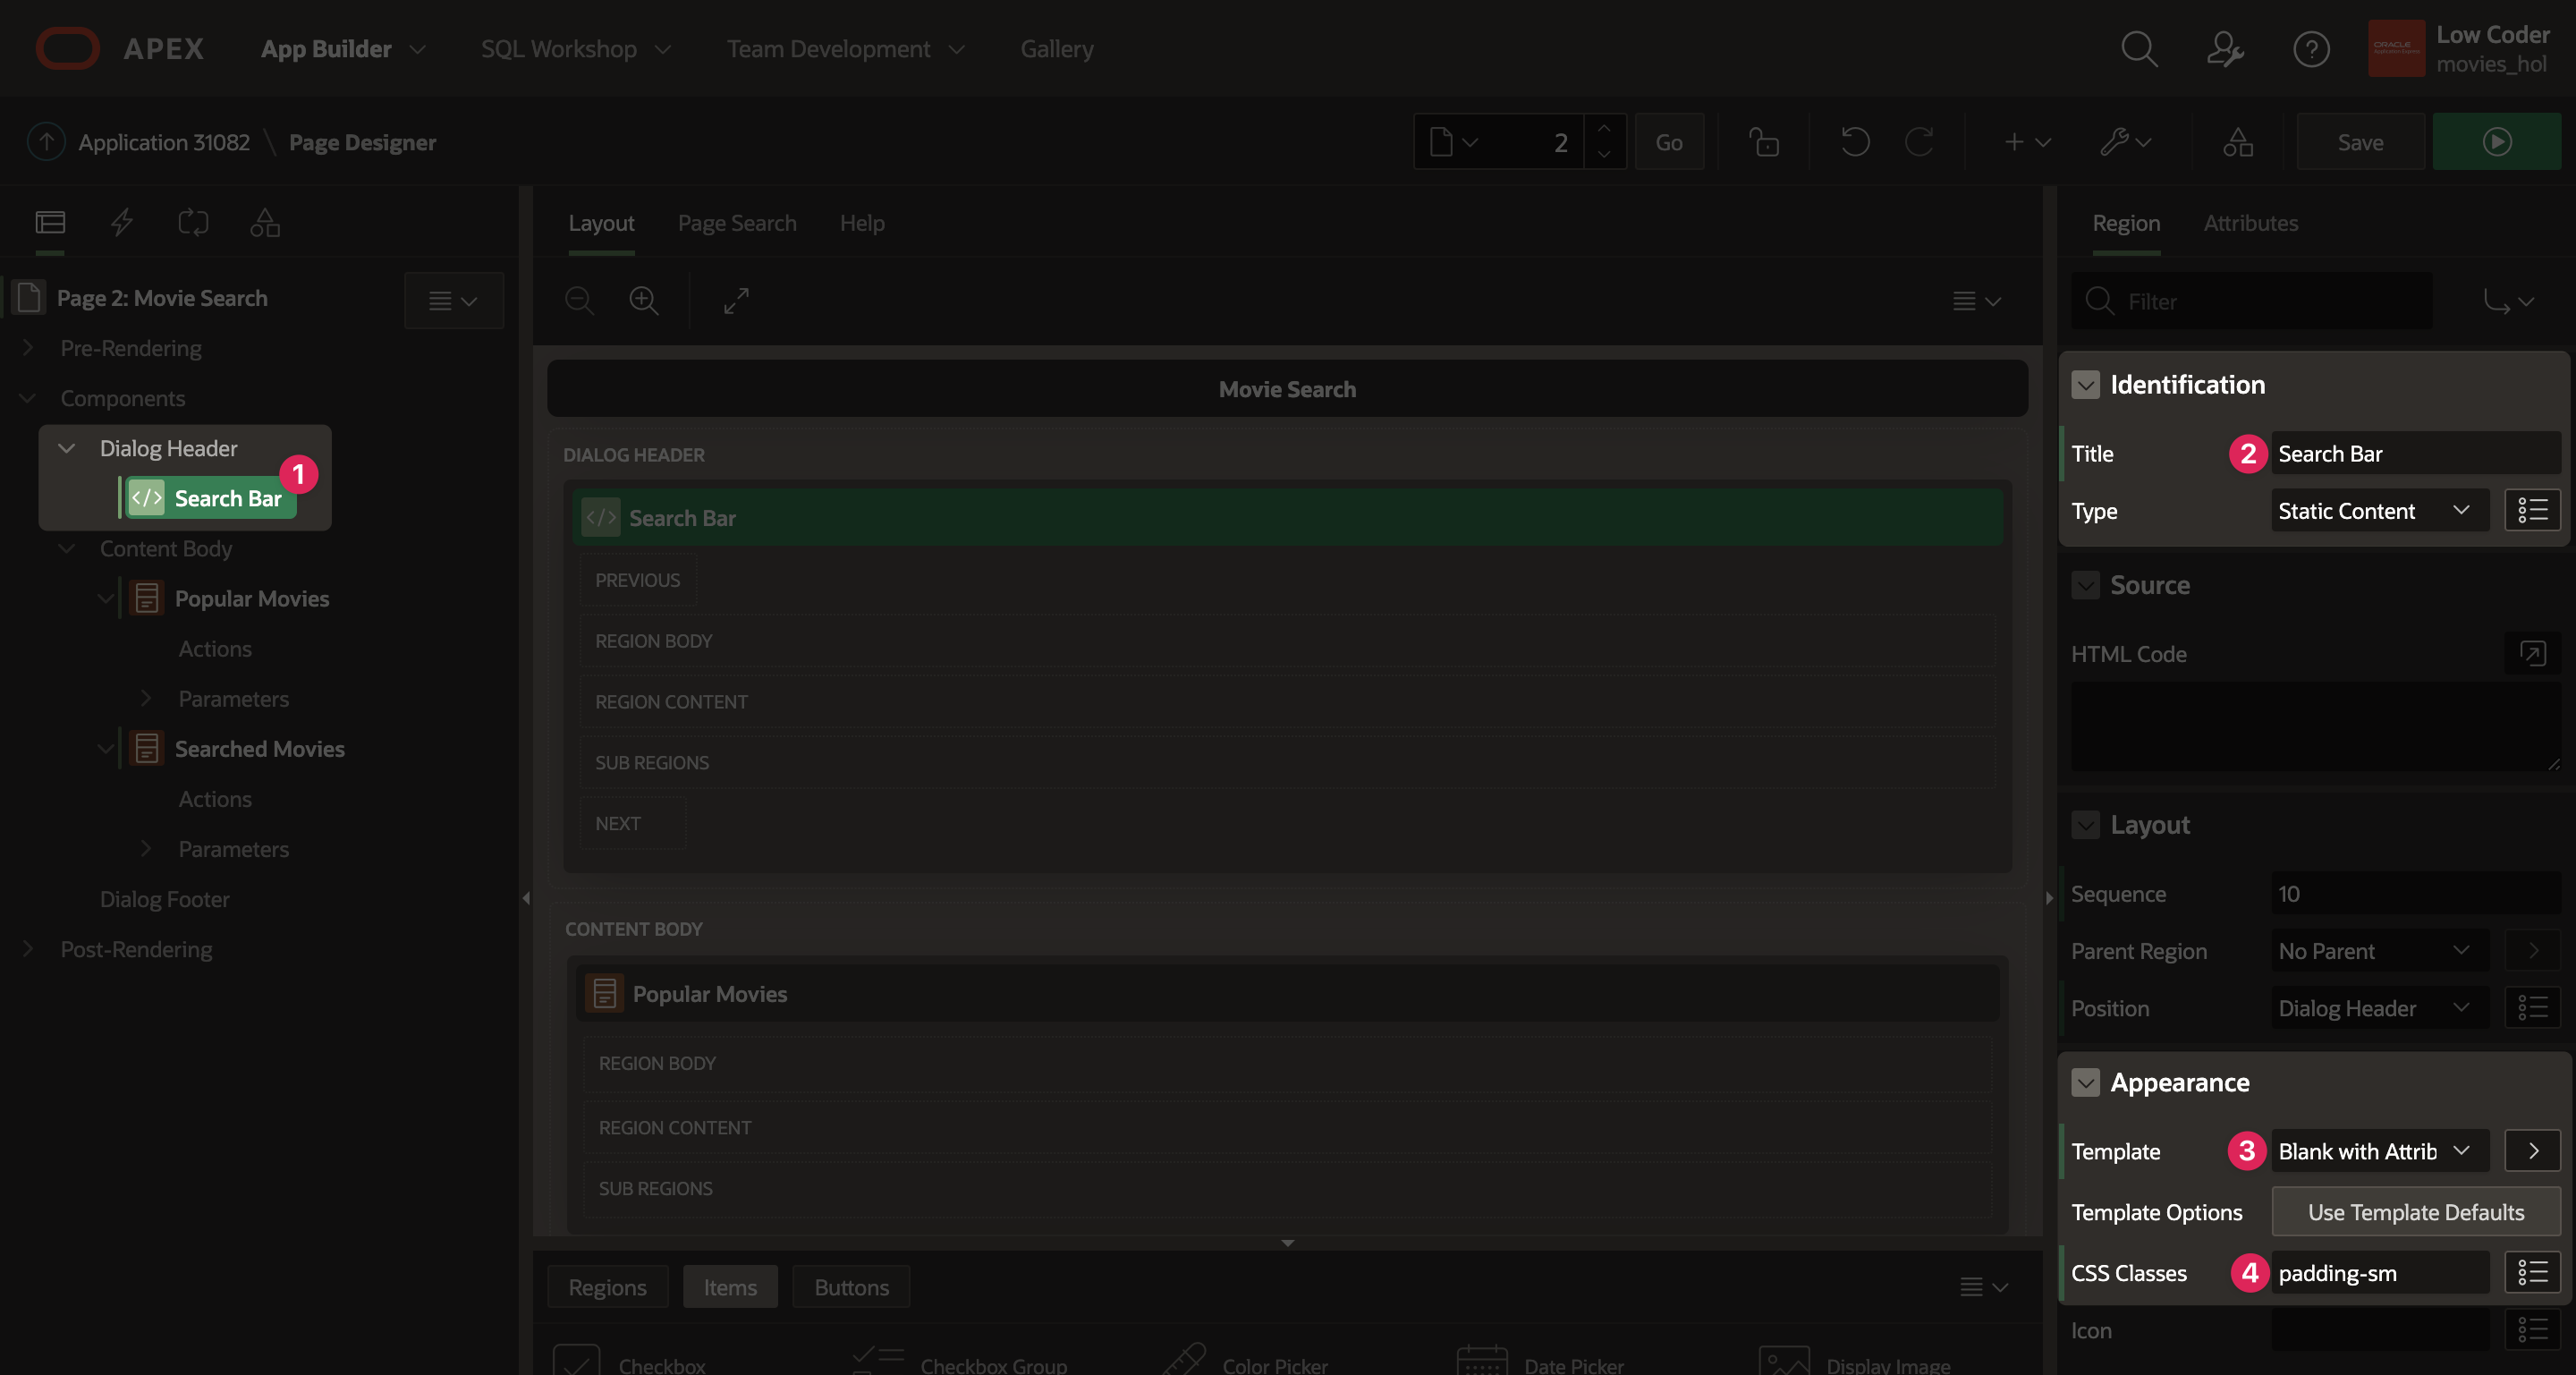 APEX App Builder SQL Workshop Team Development Gallery
ORACLE
Low Coder
movies_hol
Application 31082 \ Page Designer
2 Go Save
Layout Page Search Help
Region Attributes
Page 2: Movie Search
Filter
Pre-Rendering
Components
Dialog Header
Search Bar 1
Content Body
Popular Movies
Actions
Parameters
Searched Movies
Actions
Parameters
Dialog Footer
Post-Rendering
Movie Search
DIALOG HEADER
Search Bar
PREVIOUS
REGION BODY
REGION CONTENT
SUB REGIONS
NEXT
CONTENT BODY
Popular Movies
REGION BODY
REGION CONTENT
SUB REGIONS
Regions Items Buttons
Checkbox Checkbox Group Color Picker Date Picker Display Image
Identification
Title 2 Search Bar
Type Static Content
Source
HTML Code
Layout
Sequence 10
Parent Region No Parent
Position Dialog Header
Appearance
Template 3 Blank with Attrib
Template Options Use Template Defaults
CSS Classes 4 padding-sm
Icon